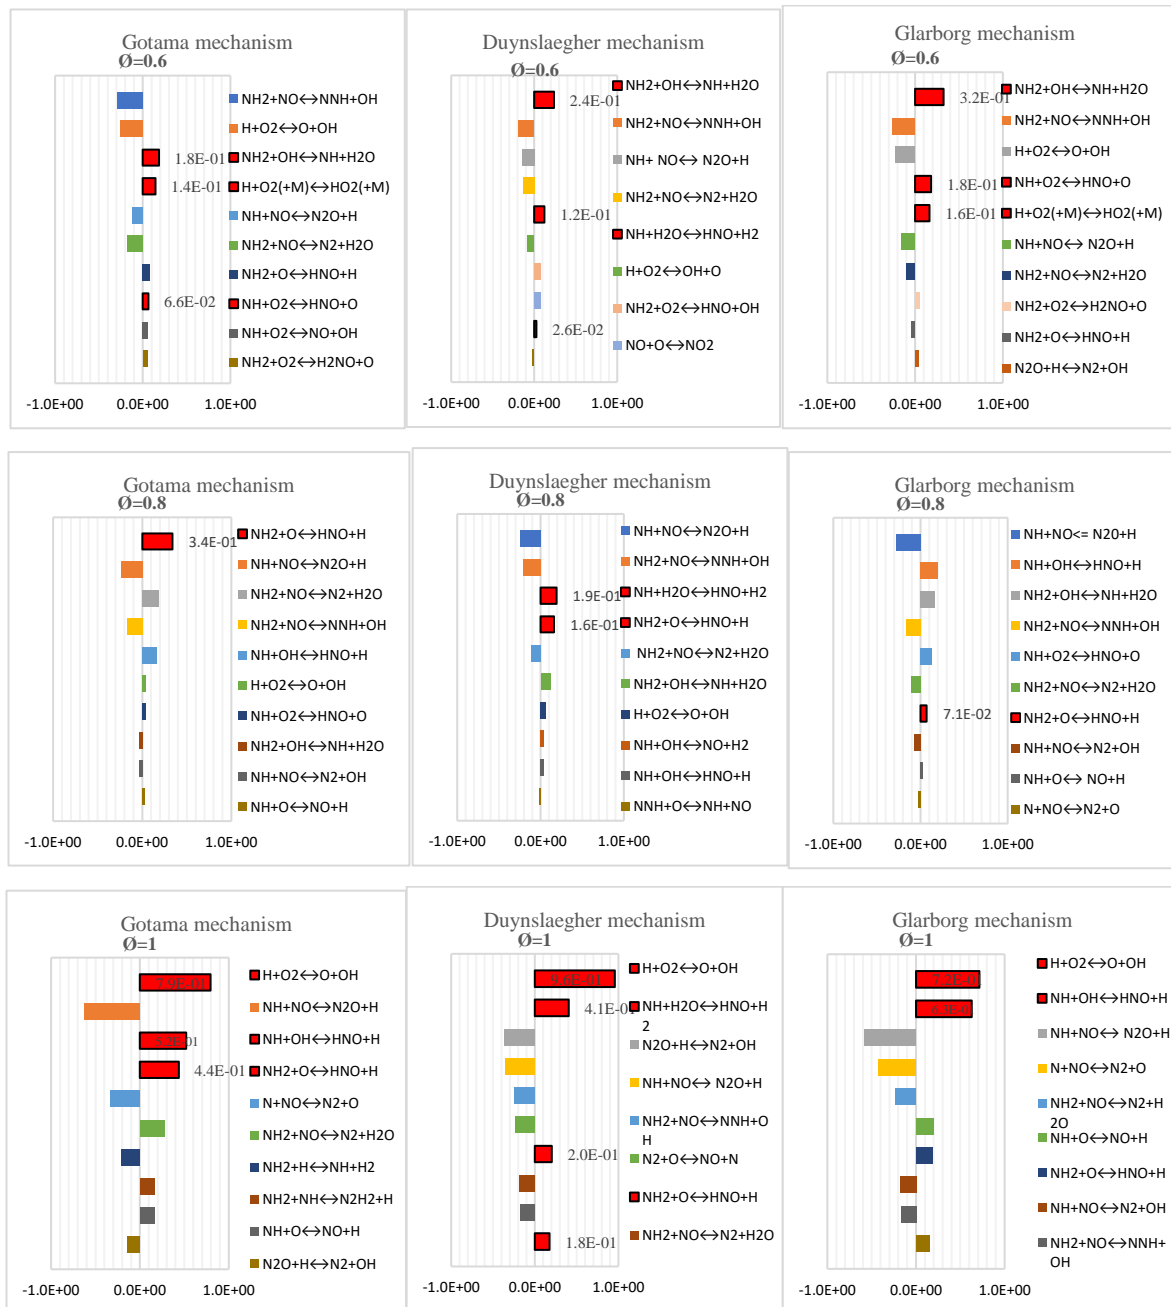 Gotama mechanism
Ø=0.6
NH2+NO↔NNH+OH
H+O2↔O+OH
NH2+OH↔NH+H2O
H+O2(+M)↔HO2(+M)
NH+NO↔N2O+H
NH2+NO↔N2+H2O
NH2+O↔HNO+H
NH+O2↔HNO+O
NH+O2↔NO+OH
NH2+O2↔H2NO+O
1.8E-01
1.4E-01
6.6E-02
-1.0E+00 0.0E+00 1.0E+00
Duynslaegher mechanism
Ø=0.6
NH2+OH↔NH+H2O
NH2+NO↔NNH+OH
NH+ NO↔ N2O+H
NH2+NO↔N2+H2O
NH+H2O↔HNO+H2
H+O2↔OH+O
NH2+O2↔HNO+OH
NO+O↔NO2
2.4E-01
1.2E-01
2.6E-02
-1.0E+00 0.0E+00 1.0E+00
Glarborg mechanism
Ø=0.6
NH2+OH↔NH+H2O
NH2+NO↔NNH+OH
H+O2↔O+OH
NH+O2↔HNO+O
H+O2(+M)↔HO2(+M)
NH+NO↔ N2O+H
NH2+NO↔N2+H2O
NH2+O2↔H2NO+O
NH2+O↔HNO+H
N2O+H↔N2+OH
3.2E-01
1.8E-01
1.6E-01
-1.0E+00 0.0E+00 1.0E+00
Gotama mechanism
Ø=0.8
NH2+O↔HNO+H
NH+NO↔N2O+H
NH2+NO↔N2+H2O
NH2+NO↔NNH+OH
NH+OH↔HNO+H
H+O2↔O+OH
NH+O2↔HNO+O
NH2+OH↔NH+H2O
NH+NO↔N2+OH
NH+O↔NO+H
3.4E-01
-1.0E+00 0.0E+00 1.0E+00
Duynslaegher mechanism
Ø=0.8
NH+NO↔N2O+H
NH2+NO↔NNH+OH
NH+H2O↔HNO+H2
NH2+O↔HNO+H
NH2+NO↔N2+H2O
NH2+OH↔NH+H2O
H+O2↔O+OH
NH+OH↔NO+H2
NH+OH↔HNO+H
NNH+O↔NH+NO
1.9E-01
1.6E-01
-1.0E+00 0.0E+00 1.0E+00
Glarborg mechanism
Ø=0.8
NH+NO<= N2O+H
NH+OH↔HNO+H
NH2+OH↔NH+H2O
NH2+NO↔NNH+OH
NH+O2↔HNO+O
NH2+NO↔N2+H2O
NH2+O↔HNO+H
NH+NO↔N2+OH
NH+O↔ NO+H
N+NO↔N2+O
7.1E-02
-1.0E+00 0.0E+00 1.0E+00
Gotama mechanism
Ø=1
H+O2↔O+OH
NH+NO↔N2O+H
NH+OH↔HNO+H
NH2+O↔HNO+H
N+NO↔N2+O
NH2+NO↔N2+H2O
NH2+H↔NH+H2
NH2+NH↔N2H2+H
NH+O↔NO+H
N2O+H↔N2+OH
7.9E-01
4.4E-01
-1.0E+00 0.0E+00 1.0E+00
Duynslaegher mechanism
Ø=1
H+O2↔O+OH
NH+H2O↔HNO+H
2
N2O+H↔N2+OH
NH+NO↔ N2O+H
NH2+NO↔NNH+O
H
N2+O↔NO+N
NH2+O↔HNO+H
NH2+NO↔N2+H2O
9.6E-01
4.1E-01
2.0E-01
1.8E-01
-1.0E+00 0.0E+00 1.0E+00
Glarborg mechanism
Ø=1
H+O2↔O+OH
NH+OH↔HNO+H
NH+NO↔ N2O+H
N+NO↔N2+O
NH2+NO↔N2+H
2O
NH+O↔NO+H
NH2+O↔HNO+H
NH+NO↔N2+OH
NH2+NO↔NNH+
OH
7.2E-01
-1.0E+00 0.0E+00 1.0E+00